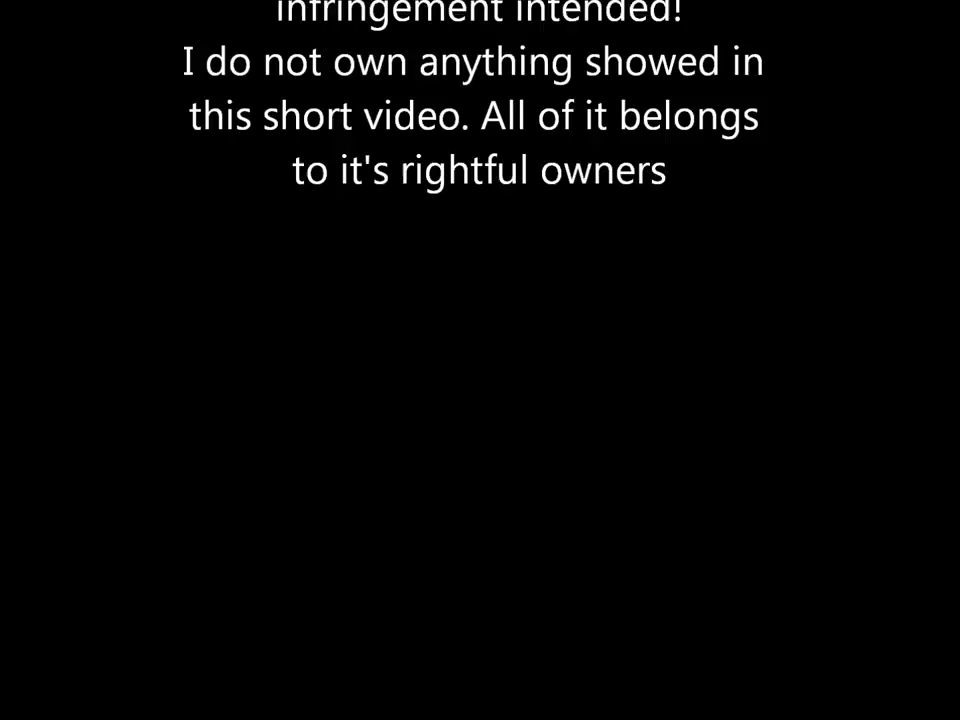 infringement intended!
I do not own anything showed in
this short video. All of it belongs
to it's rightful owners